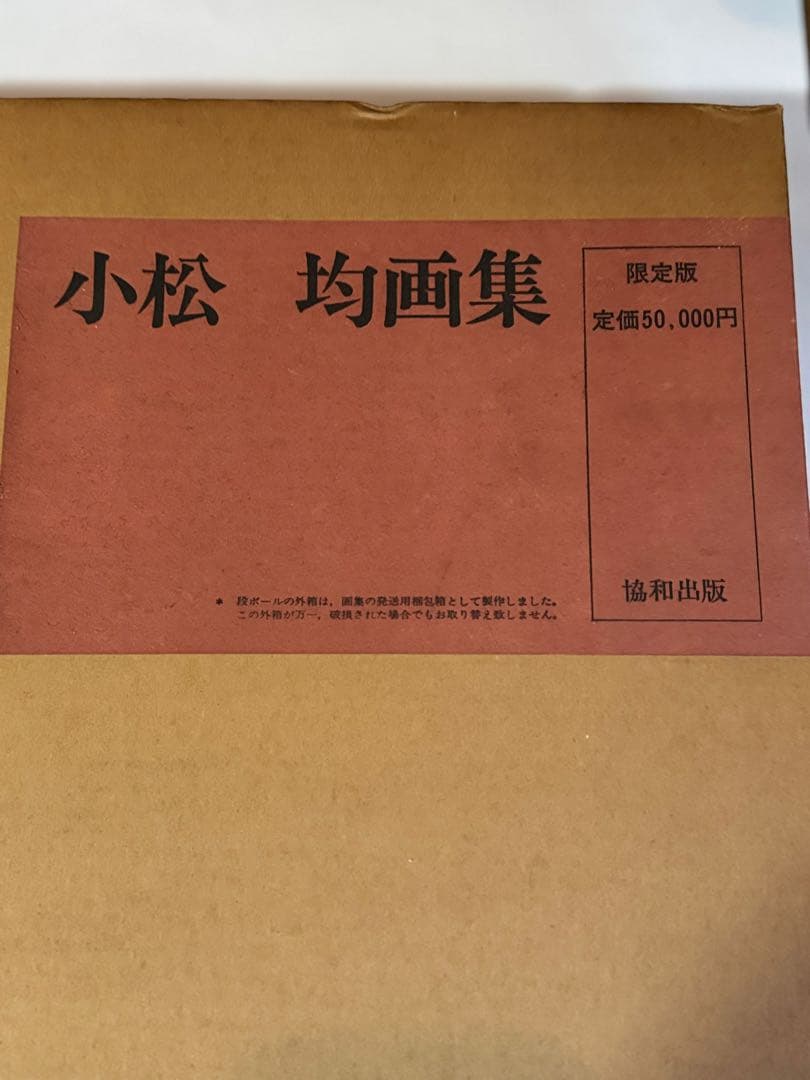 小松　均画集
限定版
定価50,000円
協和出版
* 段ボールの外箱は，画集の発送用梱包箱として製作しました。
この外箱が万一，破損された場合でもお取り替え致しません。